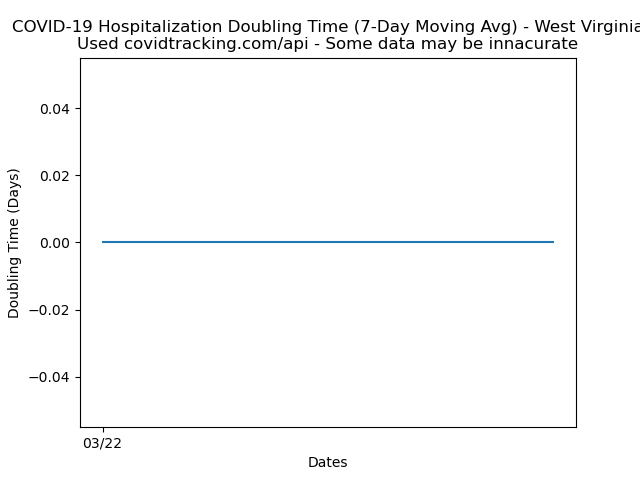 COVID-19 Hospitalization Doubling Time (7-Day Moving Avg) - West Virginia
Used covidtracking.com/api - Some data may be innacurate
0.04
0.02
0.00
−0.02
−0.04
Doubling Time (Days)
03/22
Dates